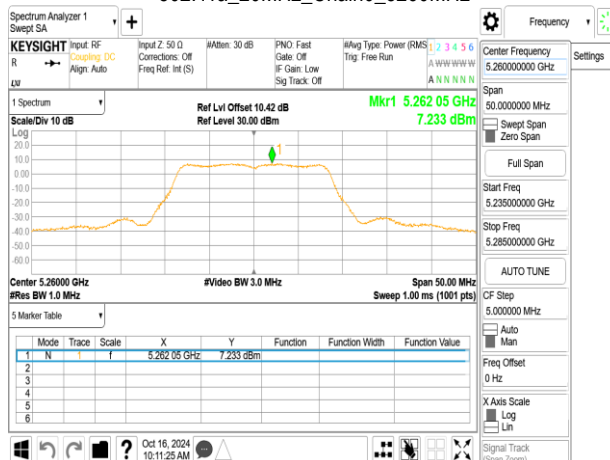 Spectrum Analyzer 1
Swept SA
KEYSIGHT
R
LXI
Input: RF
Coupling: DC
Align: Auto
Input Z: 50 Ω
Corrections: Off
Freq Ref: Int (S)
#Atten: 30 dB
PNO: Fast
Gate: Off
IF Gain: Low
Sig Track: Off
#Avg Type: Power (RMS
Trig: Free Run
1 2 3 4 5 6
A W W W W W
A N N N N N
1 Spectrum
Scale/Div 10 dB
Ref Lvl Offset 10.42 dB
Ref Level 30.00 dBm
Mkr1 5.262 05 GHz
7.233 dBm
Log
20.0
10.0
0.00
-10.0
-20.0
-30.0
-40.0
-50.0
-60.0
1
Center 5.26000 GHz
#Res BW 1.0 MHz
#Video BW 3.0 MHz
Span 50.00 MHz
Sweep 1.00 ms (1001 pts)
5 Marker Table
Mode Trace Scale X Y Function Function Width Function Value
1 N 1 f 5.262 05 GHz 7.233 dBm
2
3
4
5
6
Oct 16, 2024
10:11:25 AM
Frequency
Settings
Center Frequency
5.260000000 GHz
Span
50.0000000 MHz
Swept Span
Zero Span
Full Span
Start Freq
5.235000000 GHz
Stop Freq
5.285000000 GHz
AUTO TUNE
CF Step
5.000000 MHz
Auto
Man
Freq Offset
0 Hz
X Axis Scale
Log
Lin
Signal Track
(Span Zoom)